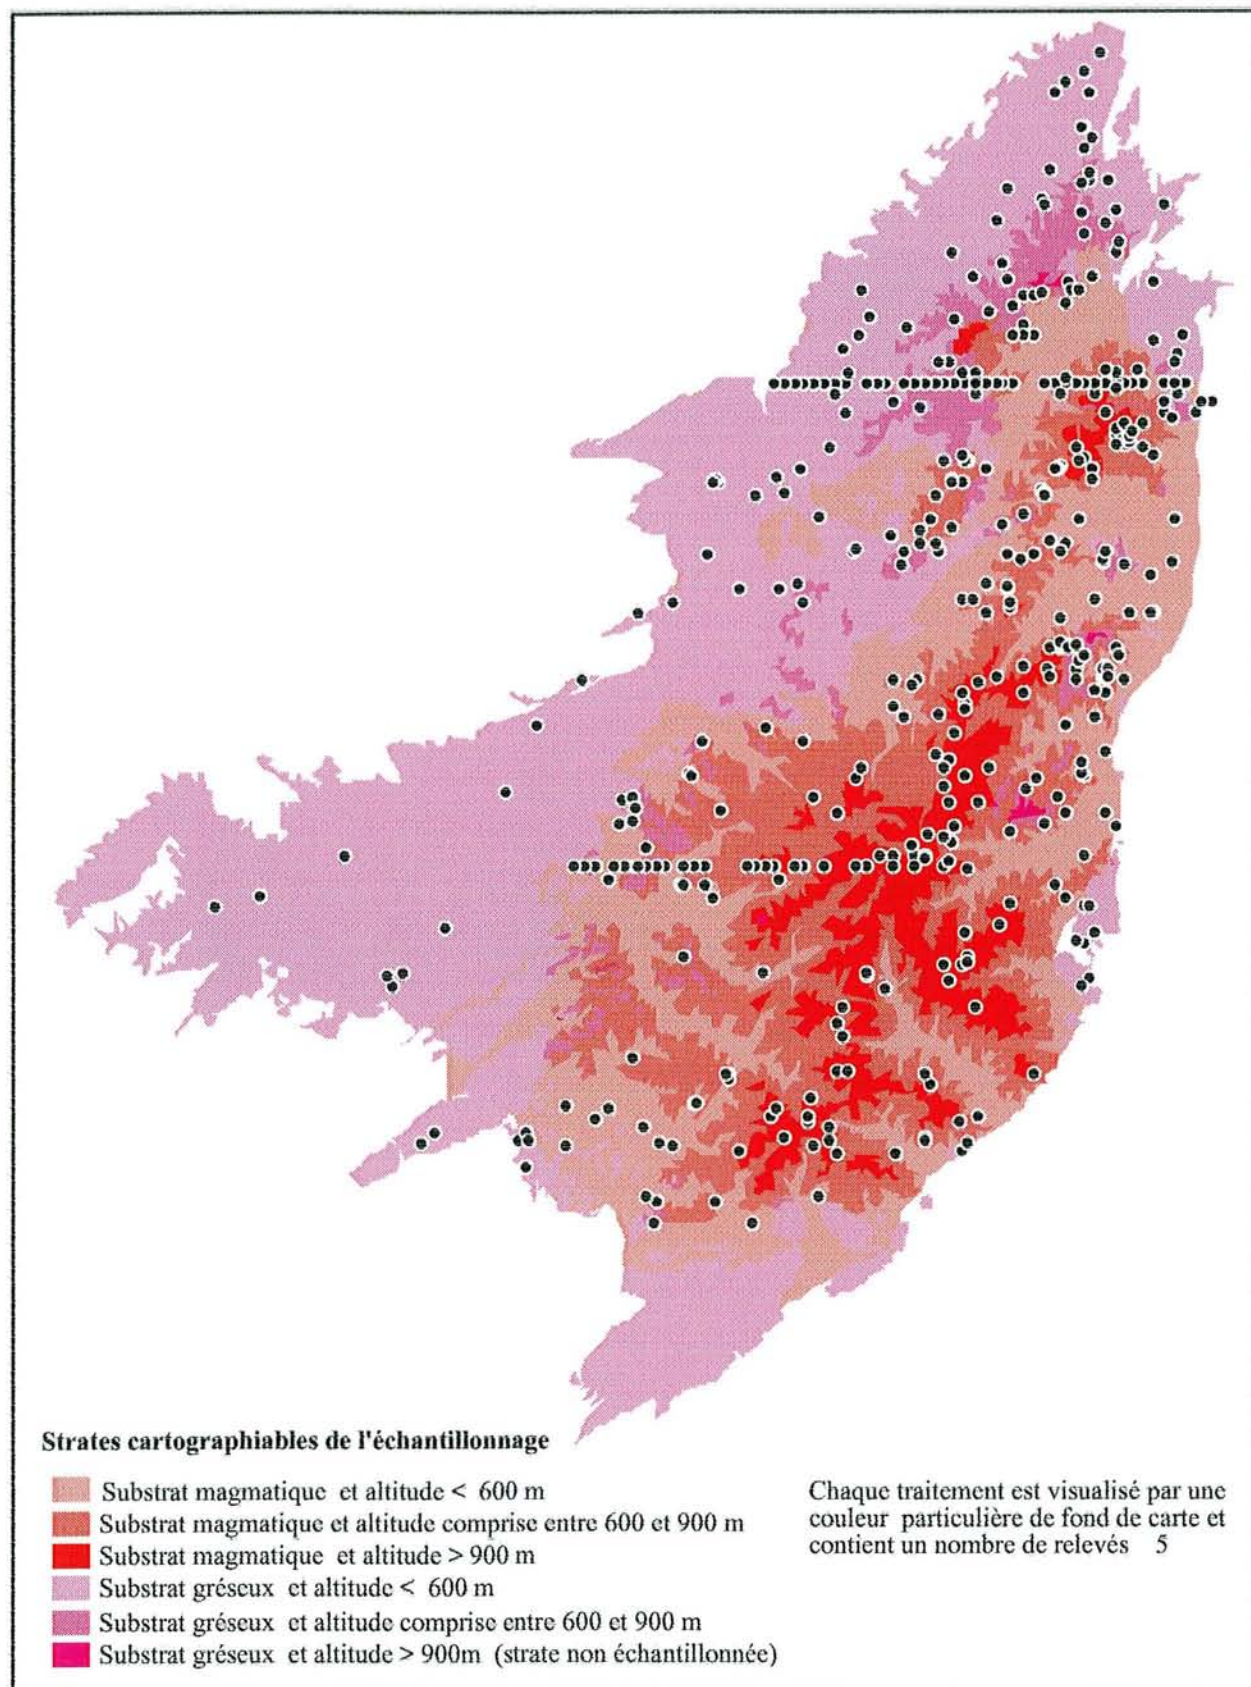 Strates cartographiables de l'échantillonnage
Substrat magmatique et altitude < 600 m
Substrat magmatique et altitude comprise entre 600 et 900 m
Substrat magmatique et altitude > 900 m
Substrat gréseux et altitude < 600 m
Substrat gréseux et altitude comprise entre 600 et 900 m
Substrat gréseux et altitude > 900m (strate non échantillonnée)
Chaque traitement est visualisé par une
couleur particulière de fond de carte et
contient un nombre de relevés 5